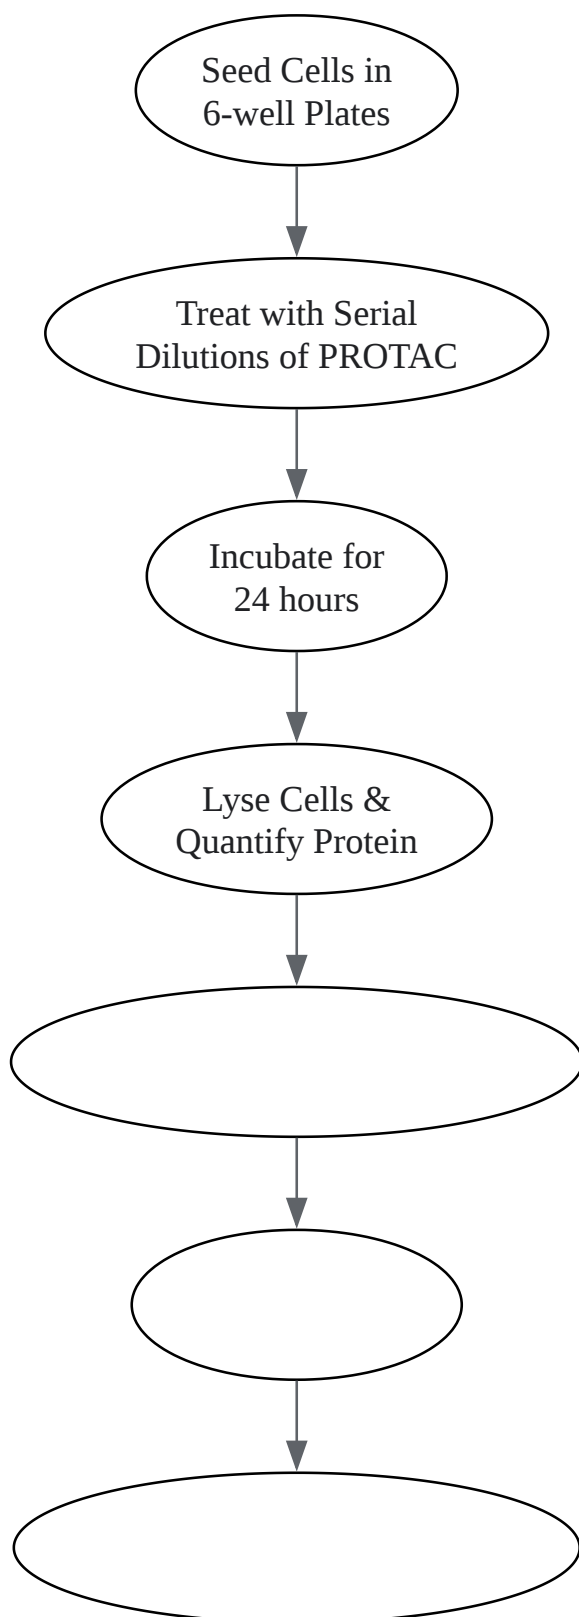 Seed Cells in
6-well Plates
Treat with Serial
Dilutions of PROTAC
Incubate for
24 hours
Lyse Cells &
Quantify Protein